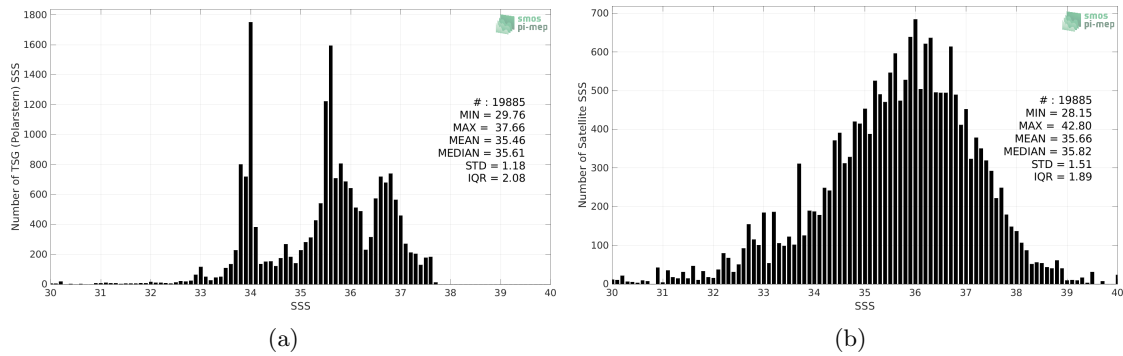 smos
pi-mep
1800
1600
1400
1200
1000
800
600
400
200
0
Number of TSG (Polarstern) SSS
# : 19885
MIN = 29.76
MAX = 37.66
MEAN = 35.46
MEDIAN = 35.61
STD = 1.18
IQR = 2.08
30 31 32 33 34 35 36 37 38 39 40
SSS
(a)
smos
pi-mep
700
600
500
400
300
200
100
0
Number of Satellite SSS
# : 19885
MIN = 28.15
MAX = 42.80
MEAN = 35.66
MEDIAN = 35.82
STD = 1.51
IQR = 1.89
30 31 32 33 34 35 36 37 38 39 40
SSS
(b)